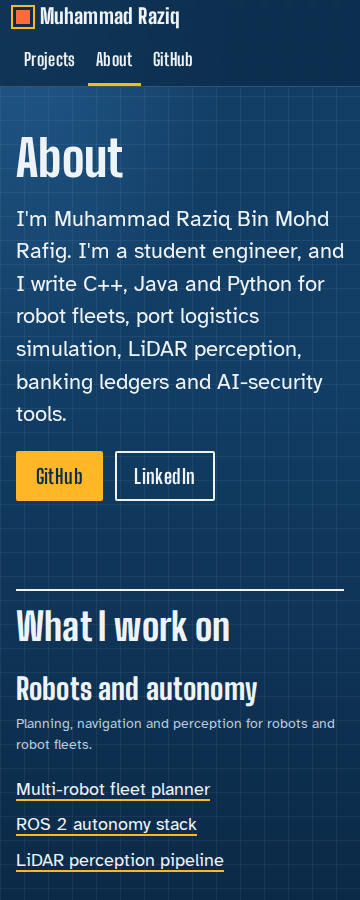 Muhammad Raziq
Projects About GitHub
About
I'm Muhammad Raziq Bin Mohd
Rafig. I'm a student engineer, and
I write C++, Java and Python for
robot fleets, port logistics
simulation, LiDAR perception,
banking ledgers and AI-security
tools.
GitHub LinkedIn
What I work on
Robots and autonomy
Planning, navigation and perception for robots and
robot fleets.
Multi-robot fleet planner
ROS 2 autonomy stack
LiDAR perception pipeline